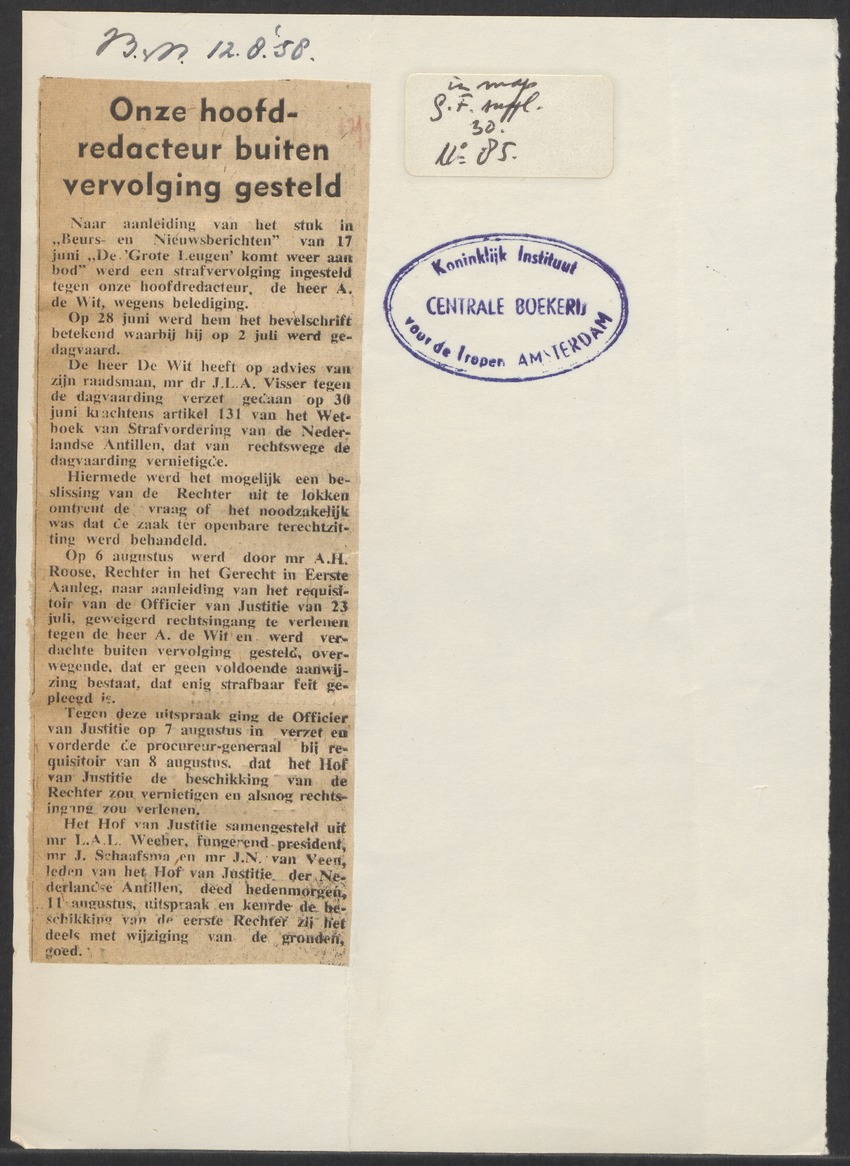 B.v.N. 12.8.'58.
in map
G.F. suppl.
30.
No 85.
Koninklijk Instituut
CENTRALE BOEKERIJ
voor de Tropen AMSTERDAM
Onze hoofd-
redacteur buiten
vervolging gesteld
Naar aanleiding van het stuk in
„Beurs- en Nieuwsberichten” van 17
juni „De 'Grote Leugen' komt weer aan
bod” werd een strafvervolging ingesteld
tegen onze hoofdredacteur, de heer A.
de Wit, wegens belediging.
Op 28 juni werd hem het bevelschrift
betekend waarbij hij op 2 juli werd ge-
dagvaard.
De heer De Wit heeft op advies van
zijn raadsman, mr dr J.L.A. Visser tegen
de dagvaarding verzet gedaan op 30
juni krachtens artikel 131 van het Wet-
boek van Strafvordering van de Neder-
landse Antillen, dat van rechtswege de
dagvaarding vernietigde.
Hiermede werd het mogelijk een be-
slissing van de Rechter uit te lokken
omtrent de vraag of het noodzakelijk
was dat de zaak ter openbare terechtzit-
ting werd behandeld.
Op 6 augustus werd door mr A.H.
Roose, Rechter in het Gerecht in Eerste
Aanleg, naar aanleiding van het requisi-
toir van de Officier van Justitie van 23
juli, geweigerd rechtsingang te verlenen
tegen de heer A. de Wit en werd ver-
dachte buiten vervolging gesteld, over-
wegende, dat er geen voldoende aanwij-
zing bestaat, dat enig strafbaar feit ge-
pleegd is.
Tegen deze uitspraak ging de Officier
van Justitie op 7 augustus in verzet en
vorderde de procureur-generaal bij re-
quisitoir van 8 augustus. dat het Hof
van Justitie de beschikking van de
Rechter zou vernietigen en alsnog rechts-
ingang zou verlenen.
Het Hof van Justitie samengesteld uit
mr L.A.L. Weeber, fungerend president,
mr J. Schaafsma en mr J.N. van Veen,
leden van het Hof van Justitie der Ne-
derlandse Antillen, deed hedenmorgen,
11 augustus, uitspraak en keurde de be-
schikking van de eerste Rechter zij het
deels met wijziging van de gronden,
goed.